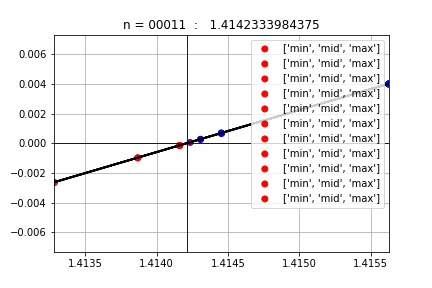 n = 00011  :   1.4142333984375
0.006
0.004
0.002
0.000
−0.002
−0.004
−0.006
['min', 'mid', 'max']
['min', 'mid', 'max']
['min', 'mid', 'max']
['min', 'mid', 'max']
['min', 'mid', 'max']
['min', 'mid', 'max']
['min', 'mid', 'max']
['min', 'mid', 'max']
['min', 'mid', 'max']
['min', 'mid', 'max']
['min', 'mid', 'max']
1.4135 1.4140 1.4145 1.4150 1.4155